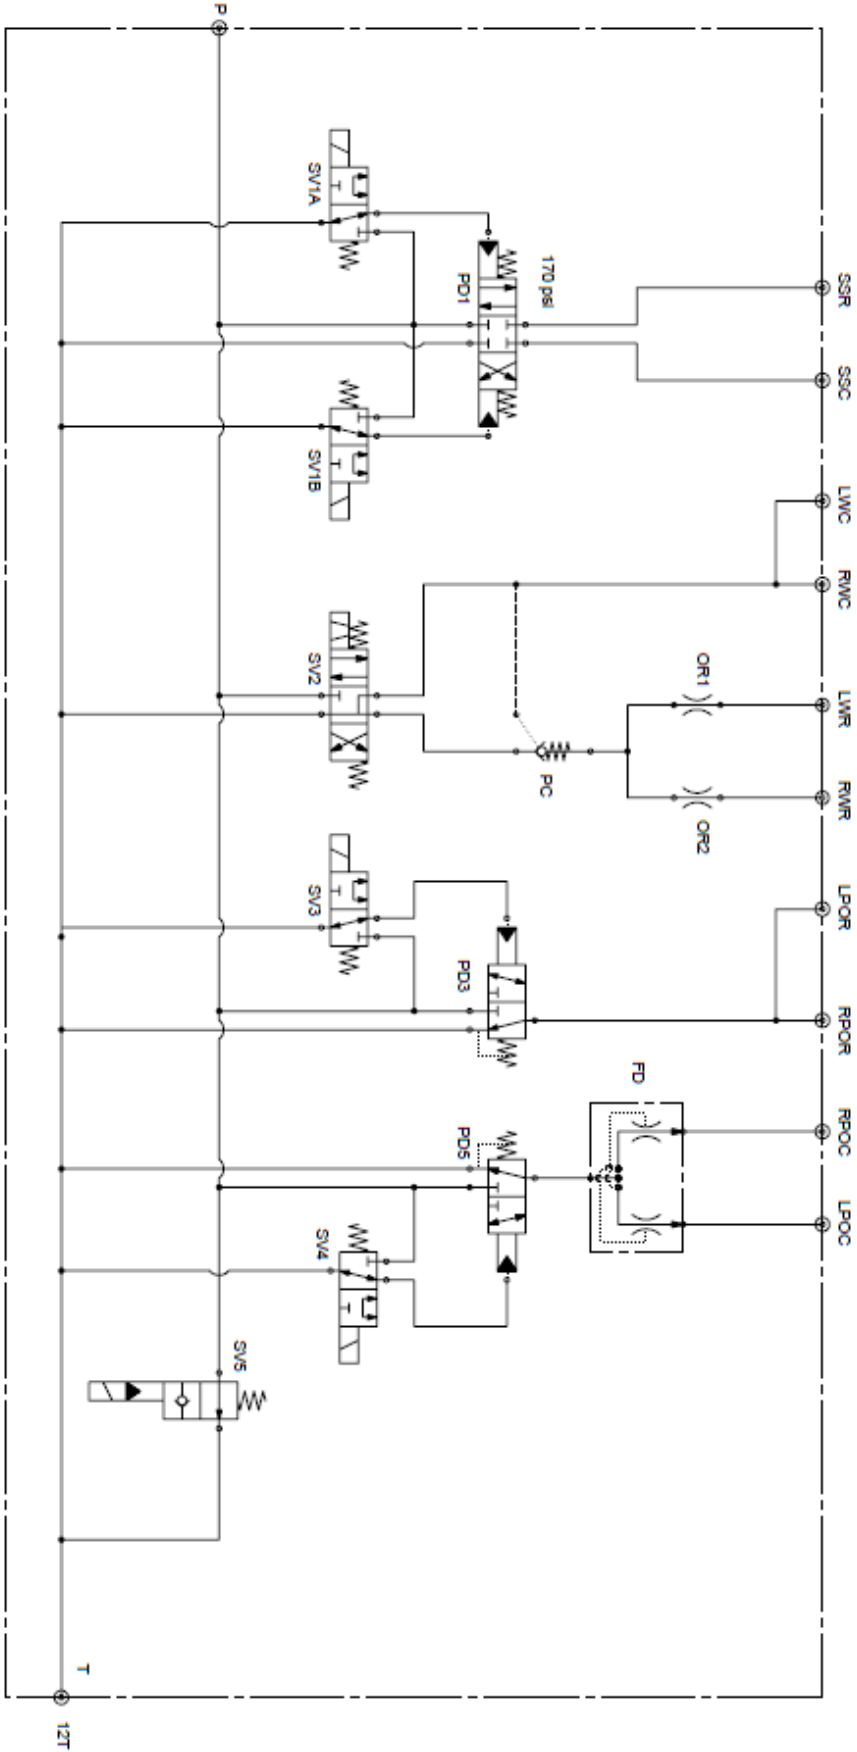 P
SSR
SSC
LWC
RWC
LWR
RWR
LPOR
RPOR
RPOC
LPOC
170 psi
PD1
SV1A
SV1B
SV2
OR1
OR2
PC
SV3
PD3
FD
PD5
SV4
SV5
T
12T